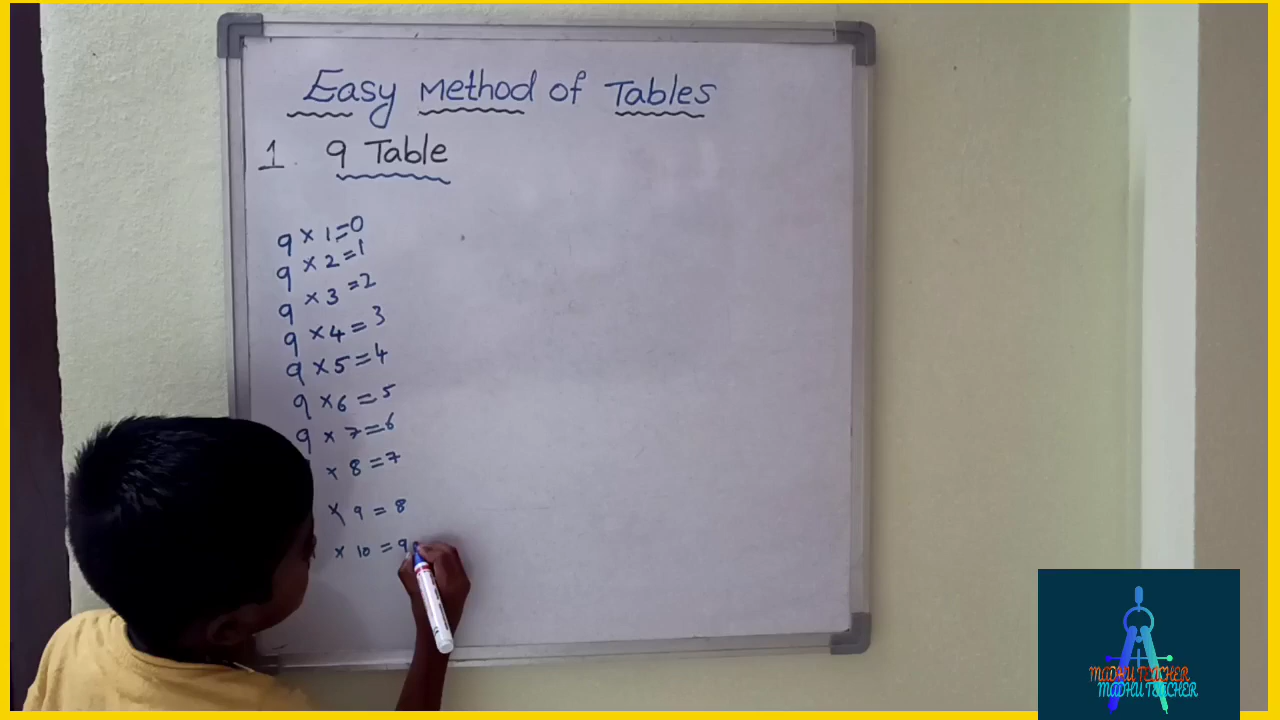 Easy Method of Tables
1. 9 Table
9 × 1=0
9 × 2=1
9 × 3=2
9 × 4=3
9 × 5=4
9 × 6=5
9 × 7=6
× 8=7
× 9=8
× 10=9
MADHU TEACHER
MADHU TEACHER